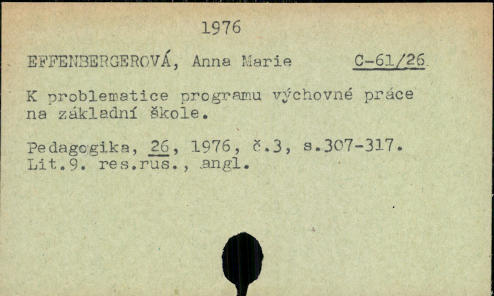 1976
EFFENBERGEROVÁ, Anna Marie C-61/26
K problematice programu výchovné práce
na základní škole.
Pedagogika, 26, 1976, č.3, s.307-317.
Lit.9. res.rus., angl.